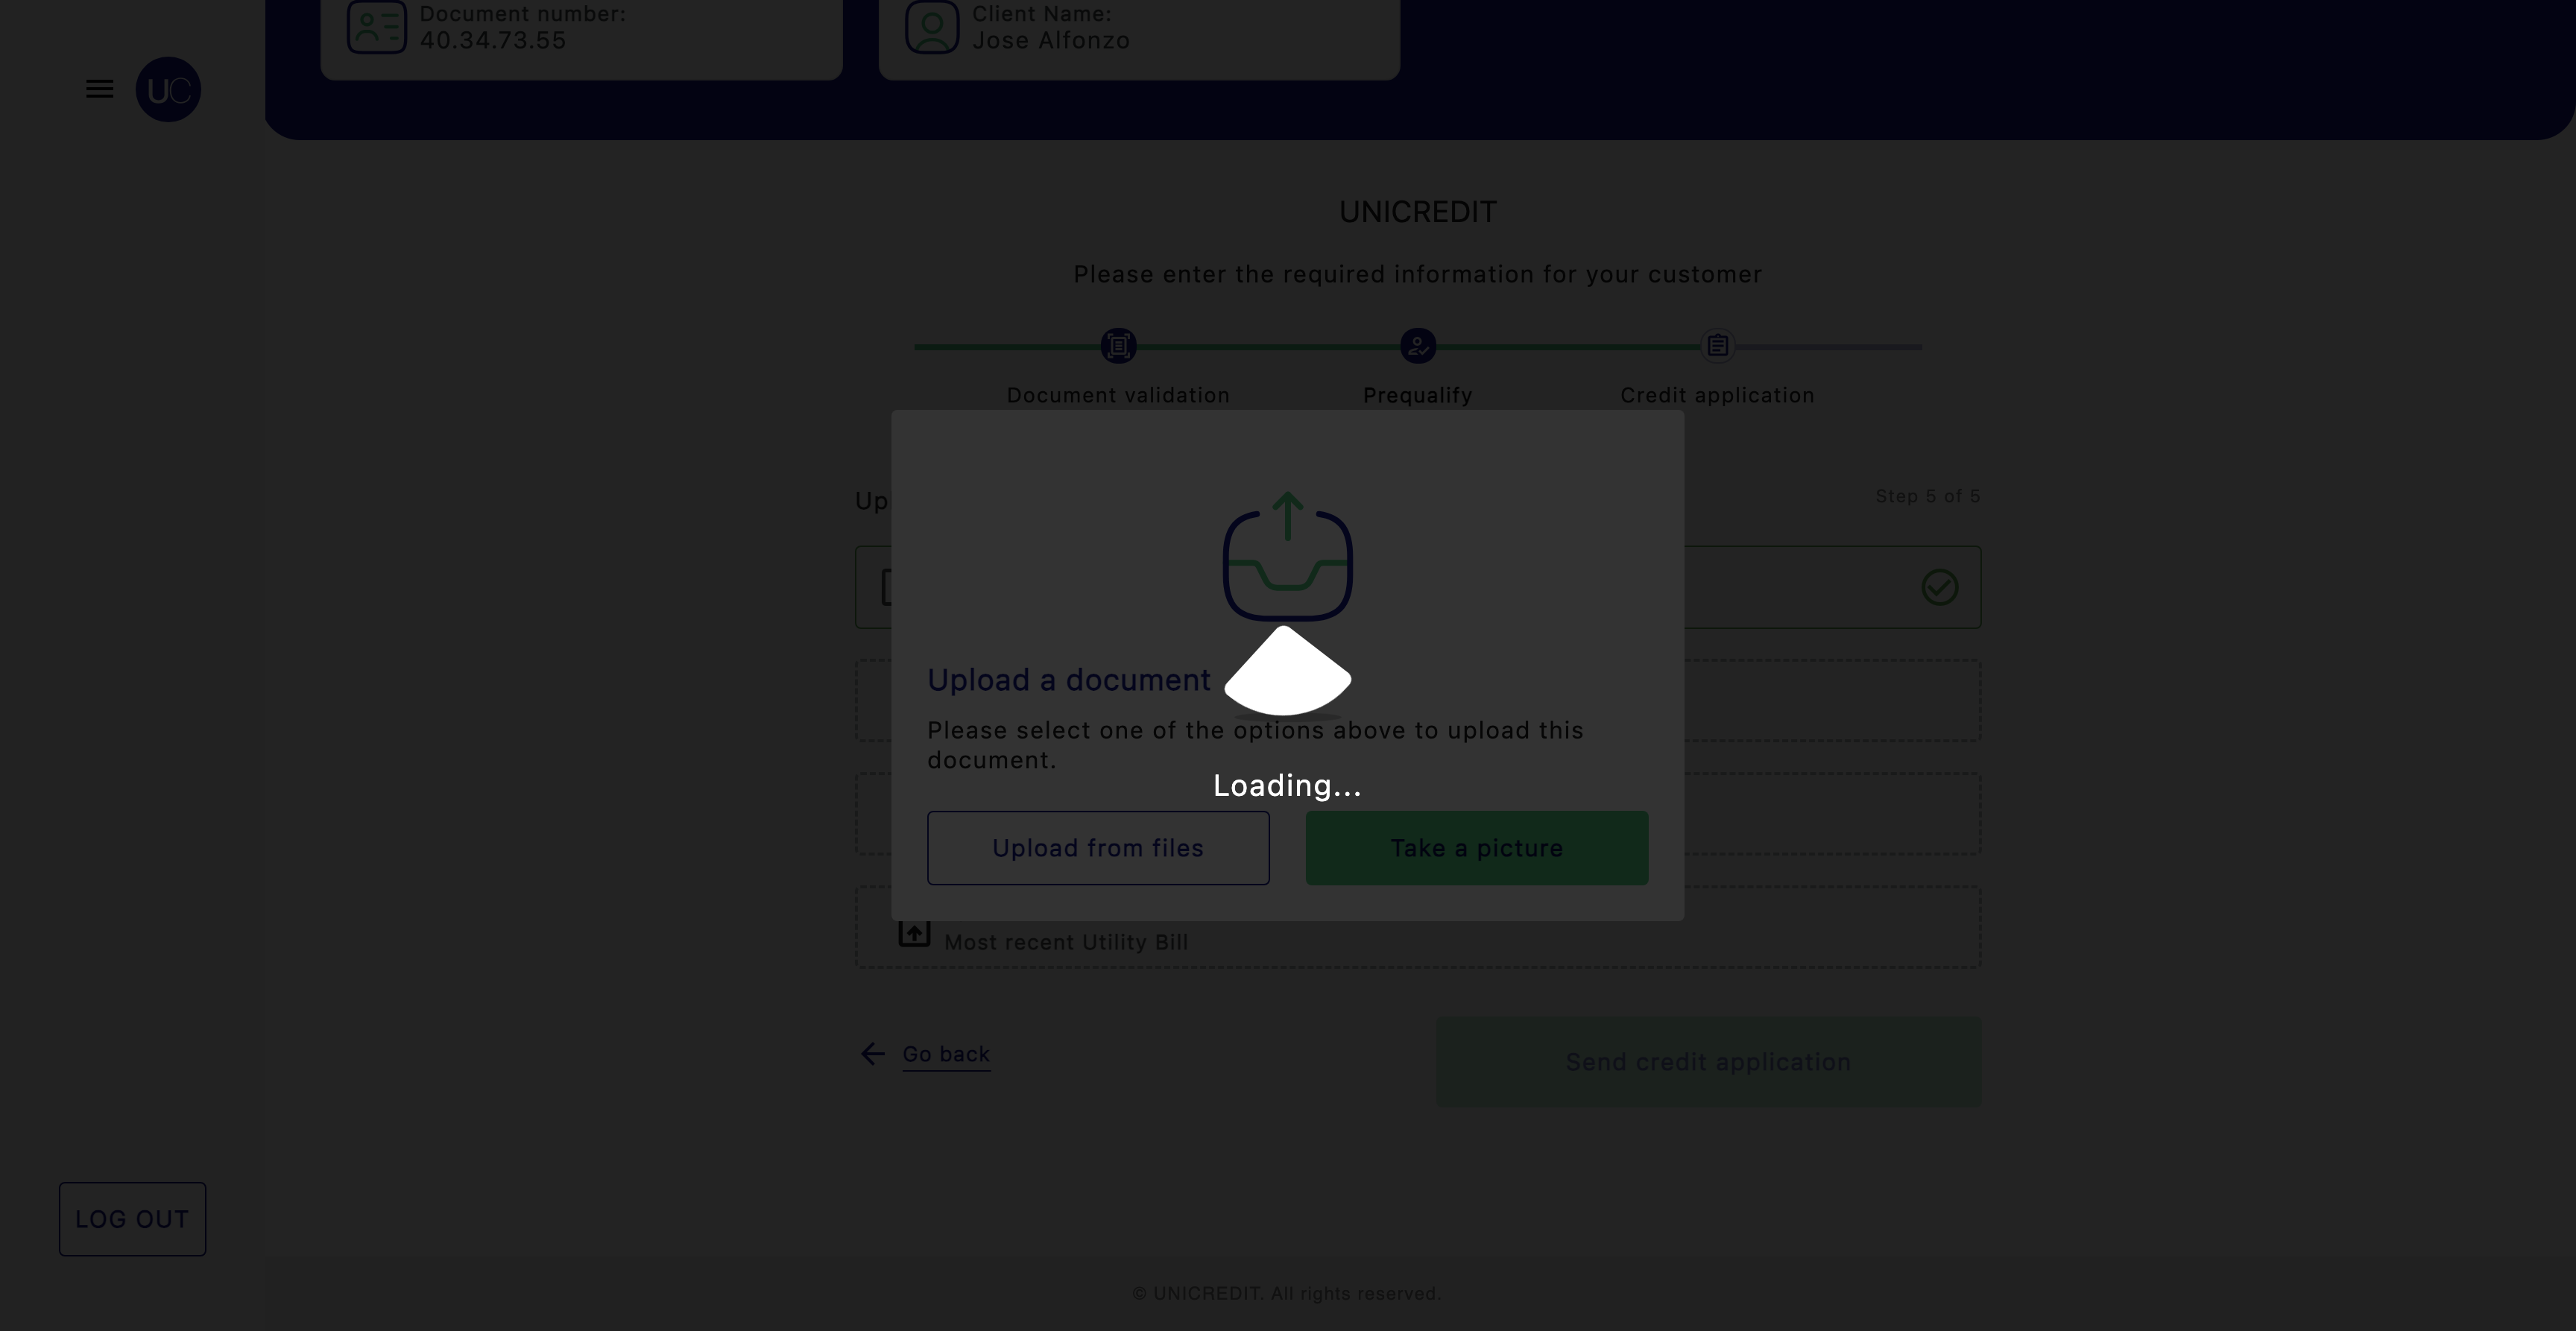 Document number:
40.34.73.55
Client Name:
Jose Alfonzo
UC
UNICREDIT
Please enter the required information for your customer
Document validation
Prequalify
Credit application
Up
Step 5 of 5
Upload a document
Please select one of the options above to upload this
document.
Loading...
Upload from files
Take a picture
Most recent Utility Bill
Go back
Send credit application
LOG OUT
© UNICREDIT. All rights reserved.